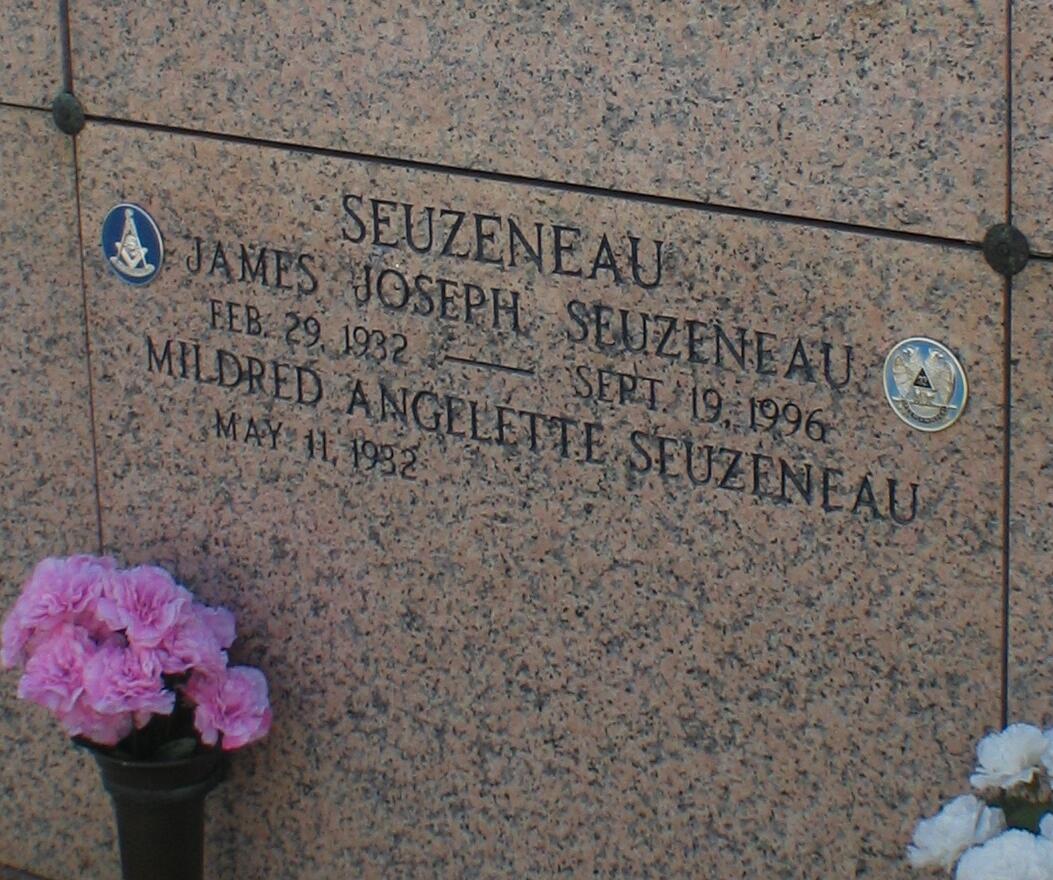 SEUZENEAU
JAMES JOSEPH SEUZENEAU
FEB. 29, 1932 — SEPT. 19, 1996
MILDRED ANGELETTE SEUZENEAU
MAY 11, 1932